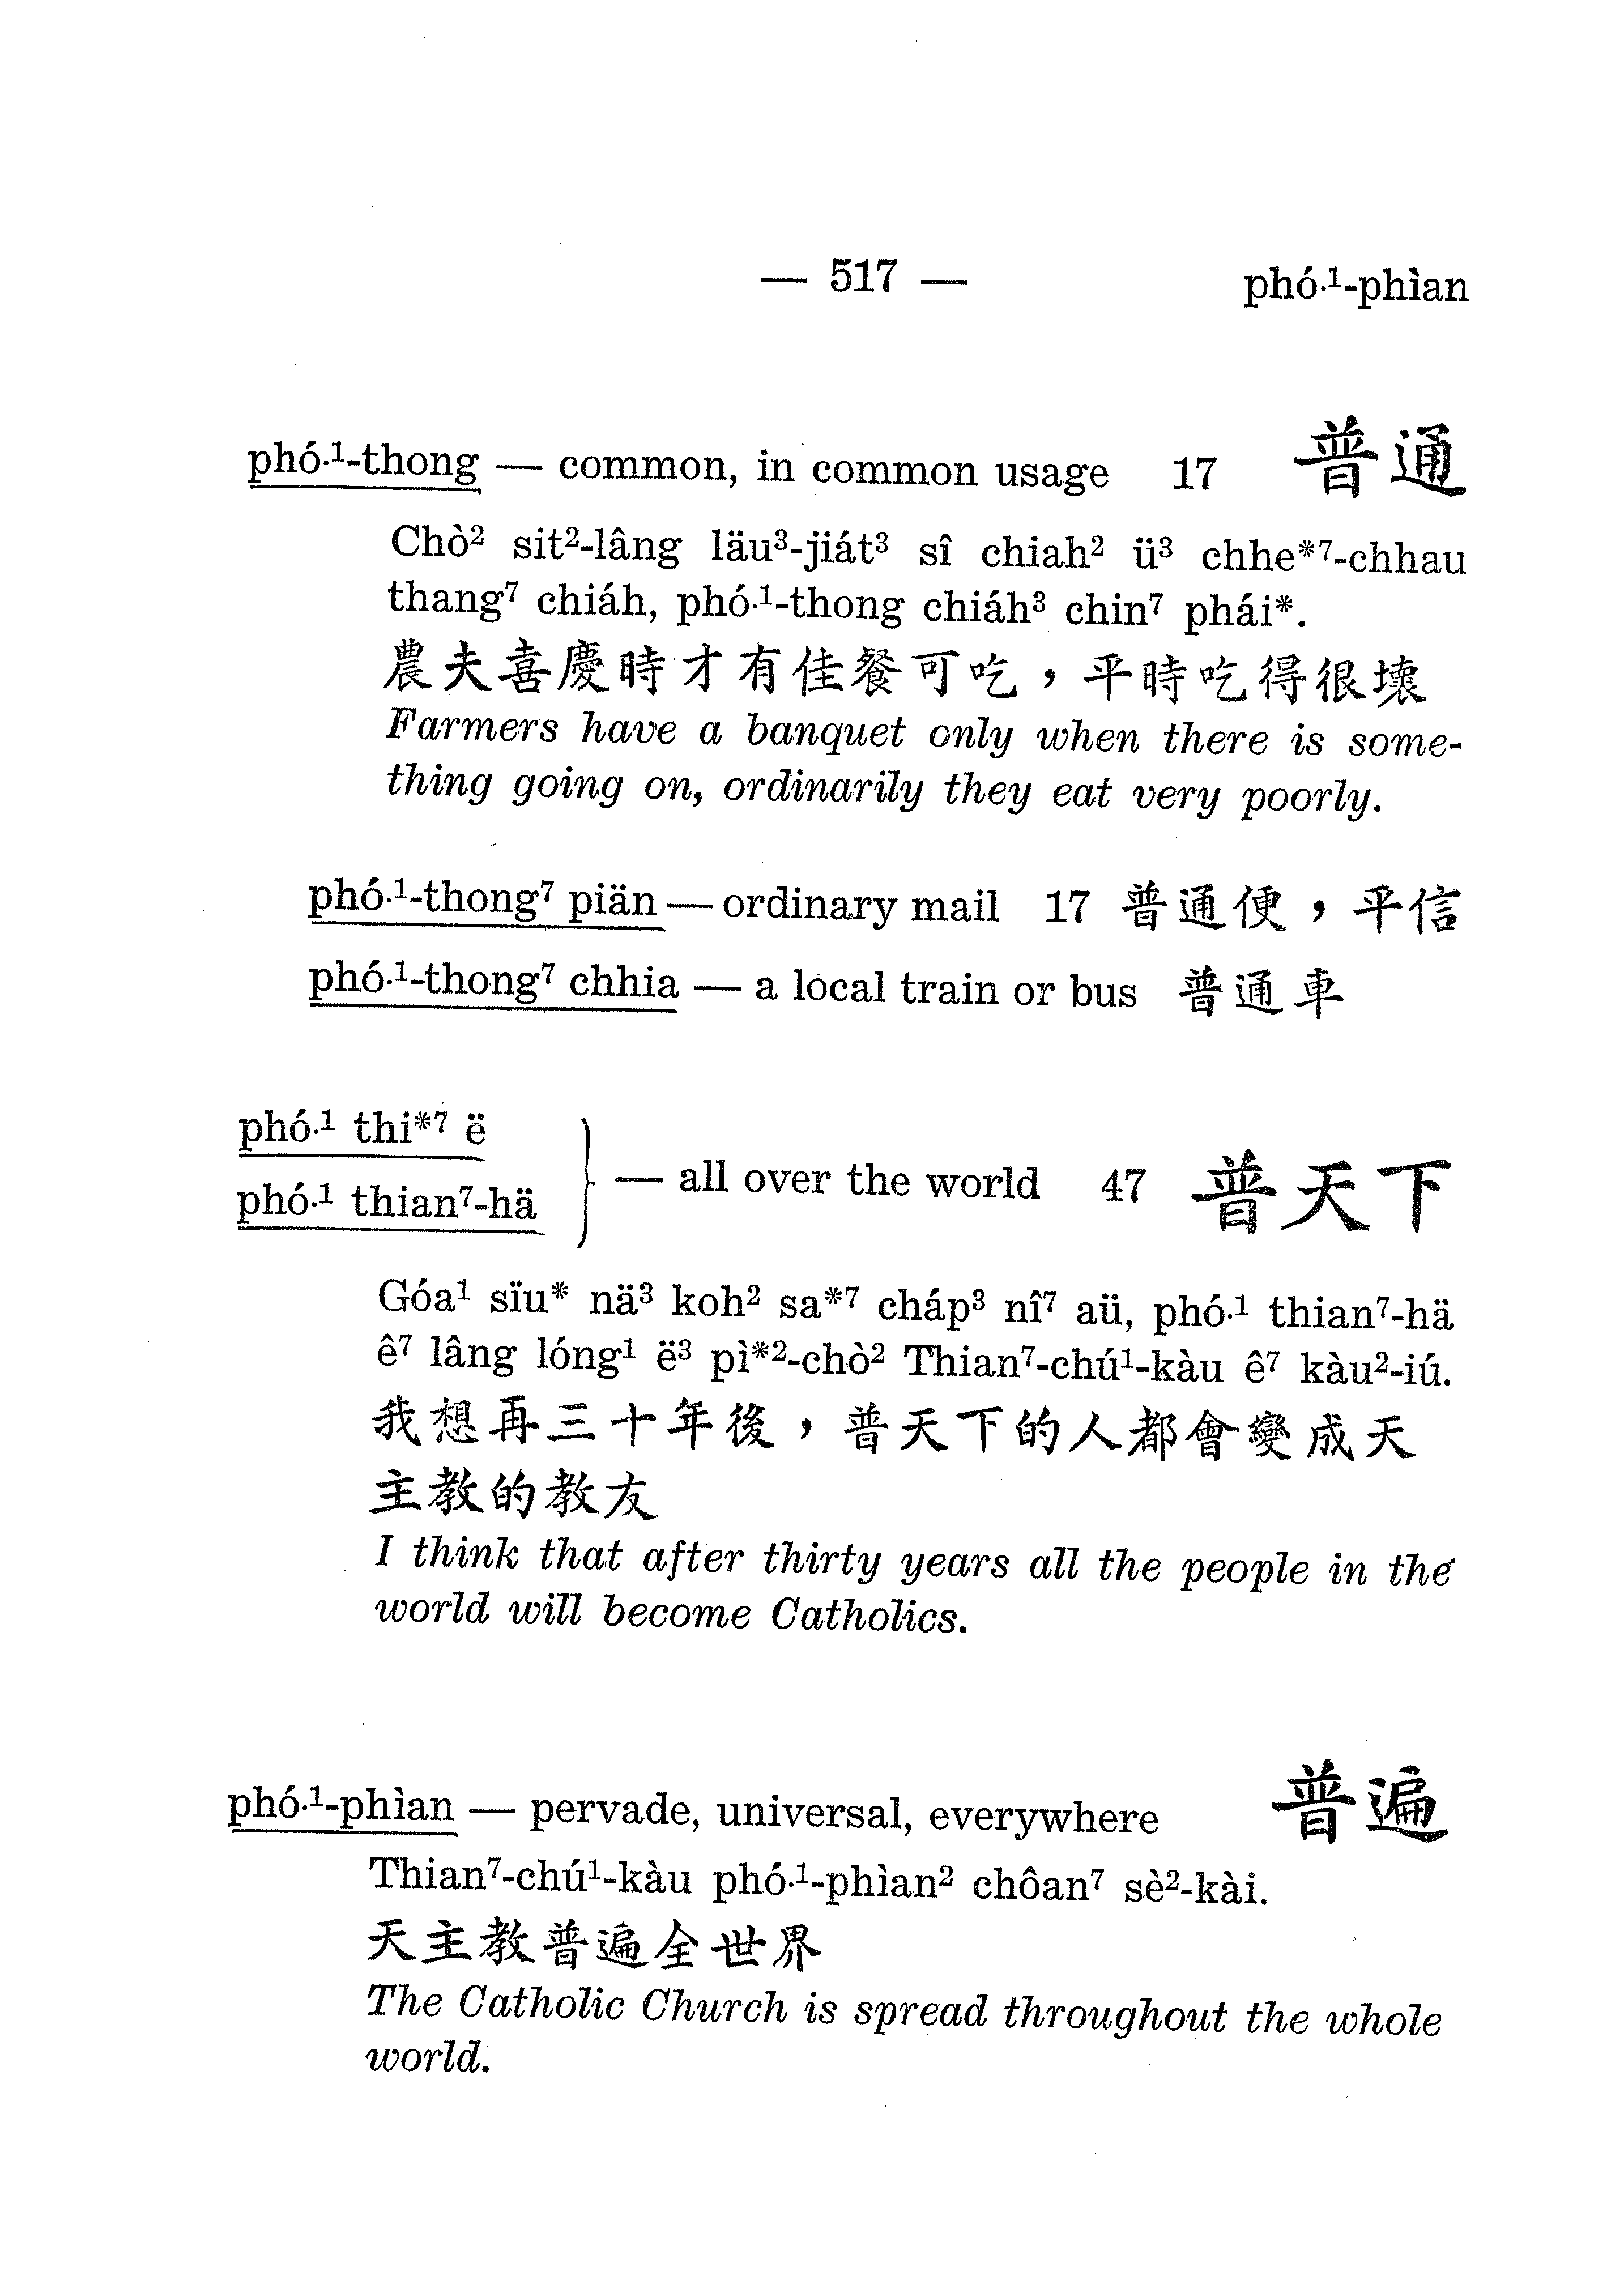 — 517 — phó·¹-phìan
phó·¹-thong — common, in common usage 17 普通
Chò² sit²-lâng läu³-jiát³ sî chiah² ü³ chhe*⁷-chhau
thang⁷ chiáh, phó·¹-thong chiáh³ chin⁷ phái*.
農夫喜慶時才有佳餐可吃，平時吃得很壞
Farmers have a banquet only when there is some-
thing going on, ordinarily they eat very poorly.
phó·¹-thong⁷ piän — ordinary mail 17 普通便，平信
phó·¹-thong⁷ chhia — a local train or bus 普通車
phó·¹ thi*⁷ ë
phó·¹ thian⁷-hä
— all over the world 47 普天下
Góa¹ sïu* nä³ koh² sa*⁷ cháp³ nî⁷ aü, phó·¹ thian⁷-hä
ê⁷ lâng lóng¹ ë³ pì*²-chò² Thian⁷-chú¹-kàu ê⁷ kàu²-iú.
我想再三十年後，普天下的人都會變成天
主教的教友
I think that after thirty years all the people in the
world will become Catholics.
phó·¹-phìan — pervade, universal, everywhere 普遍
Thian⁷-chú¹-kàu phó·¹-phìan² chôan⁷ sè²-kài.
天主教普遍全世界
The Catholic Church is spread throughout the whole
world.